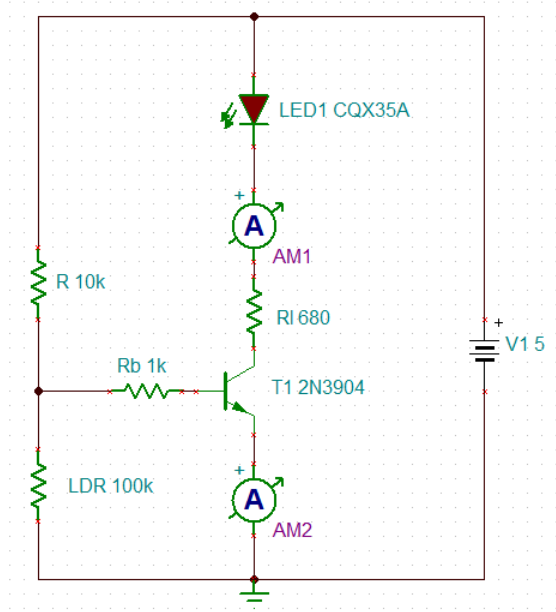 LED1 CQX35A
+
A
AM1
R 10k
Rl 680
+
V1 5
Rb 1k
T1 2N3904
LDR 100k
+
A
AM2